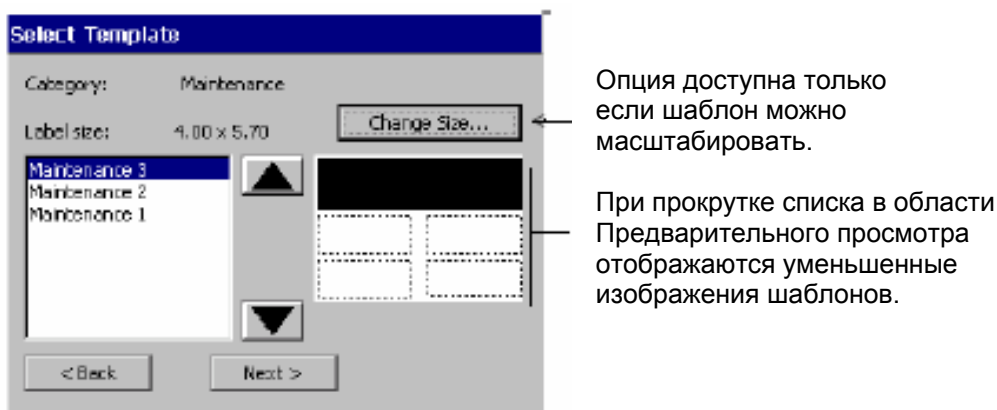 Select Template
Category: Maintenance
Label size: 4.00 x 5.70
Change Size...
Maintenance 3
Maintenance 2
Maintenance 1
< Back
Next >
Опция доступна только
если шаблон можно
масштабировать.
При прокрутке списка в области
Предварительного просмотра
отображаются уменьшенные
изображения шаблонов.